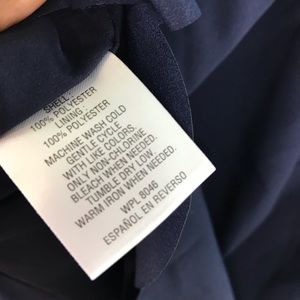 SHELL:
100% POLYESTER
LINING:
100% POLYESTER
MACHINE WASH COLD
GENTLE CYCLE
WITH LIKE COLORS.
ONLY NON-CHLORINE
BLEACH WHEN NEEDED.
TUMBLE DRY LOW.
WARM IRON WHEN NEEDED.
WPL 8046
ESPAÑOL EN REVERSO